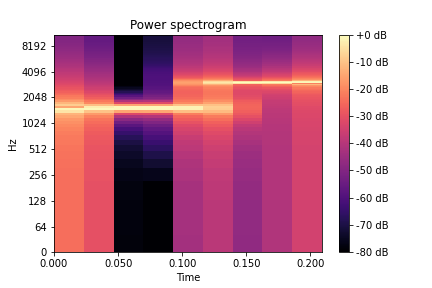 Power spectrogram
8192
4096
2048
1024
512
256
128
64
0
Hz
0.000 0.050 0.100 0.150 0.200
Time
+0 dB
-10 dB
-20 dB
-30 dB
-40 dB
-50 dB
-60 dB
-70 dB
-80 dB